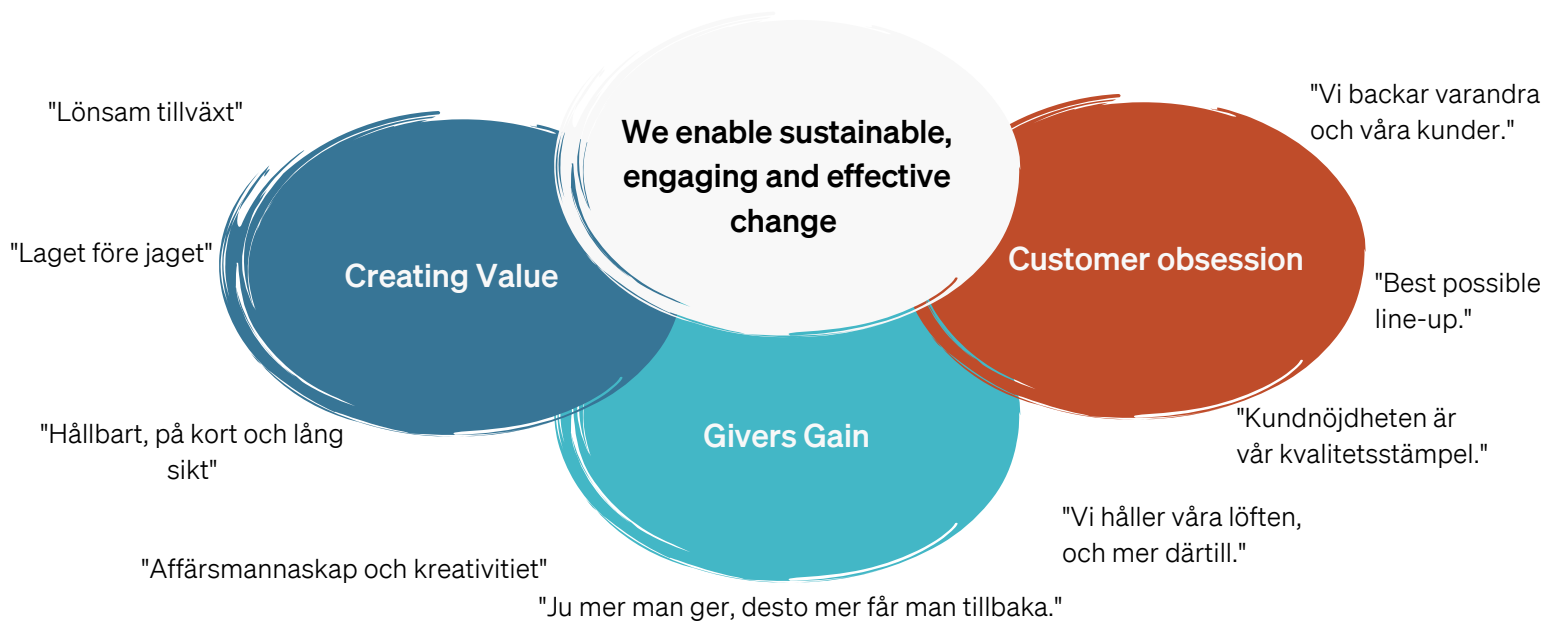 "Lönsam tillväxt"
We enable sustainable,
engaging and effective
change
"Vi backar varandra
och våra kunder."
"Laget före jaget"
Creating Value
Customer obsession
"Best possible
line-up."
"Hållbart, på kort och lång
sikt"
Givers Gain
"Kundnöjdheten är
vår kvalitetsstämpel."
"Vi håller våra löften,
och mer därtill."
"Affärsmannaskap och kreativitiet"
"Ju mer man ger, desto mer får man tillbaka."